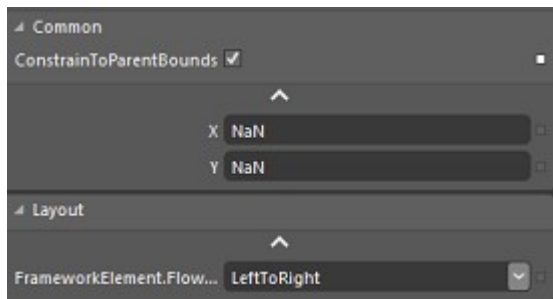 Common
ConstrainToParentBounds
X NaN
Y NaN
Layout
FrameworkElement.Flow... LeftToRight